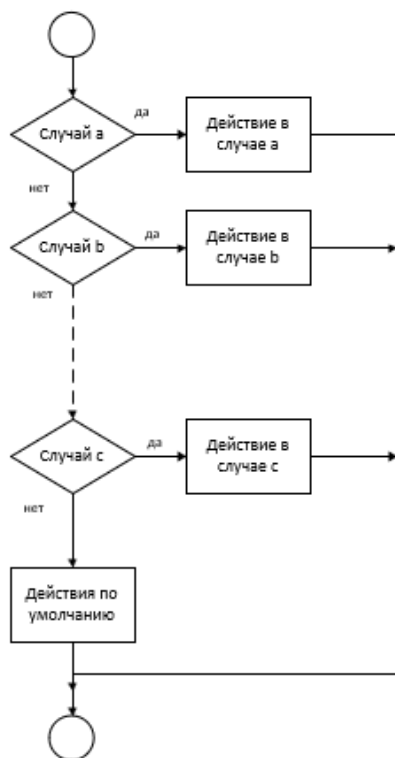 да
Случай a
Действие в
случае a
нет
да
Случай b
Действие в
случае b
нет
да
Случай c
Действие в
случае c
нет
Действия по
умолчанию